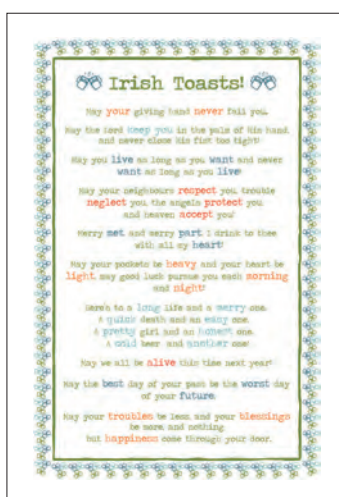 Irish Toasts!
May your giving hand never fail you.
May the Lord keep you in the palm of his hand
and never close his fist too tight!
May you live as long as you want and never
want as long as you live!
May your neighbours respect you, trouble
neglect you, the angels protect you
and heaven accept you!
Merry met and merry part I drink to thee
with all my heart!
May your pockets be heavy and your heart be
light, may good luck pursue you each morning
and night!
Here's to a long life and a merry one.
A quick death and an easy one.
A pretty girl and an honest one.
A cold beer and another one!
May we all be alive this time next year!
May the best day of your past be the worst day
of your future.
May your troubles be less, and your blessings
be more, and nothing
but happiness come through your door.